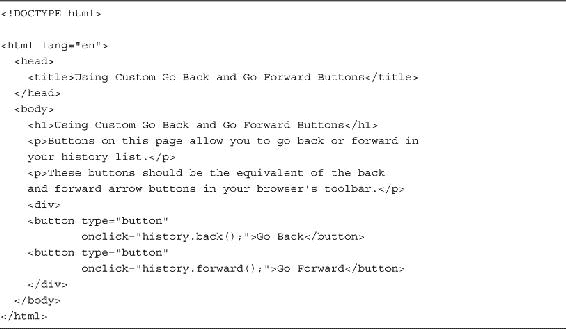 <!DOCTYPE html>
<html lang="en">
<head>
<title>Using Custom Go Back and Go Forward Buttons</title>
</head>
<body>
<h1>Using Custom Go Back and Go Forward Buttons</h1>
<p>Buttons on this page allow you to go back or forward in
your history list.</p>
<p>These buttons should be the equivalent of the back
and forward arrow buttons in your browser's toolbar.</p>
<div>
<button type="button"
onclick="history.back();">Go Back</button>
<button type="button"
onclick="history.forward();">Go Forward</button>
</div>
</body>
</html>